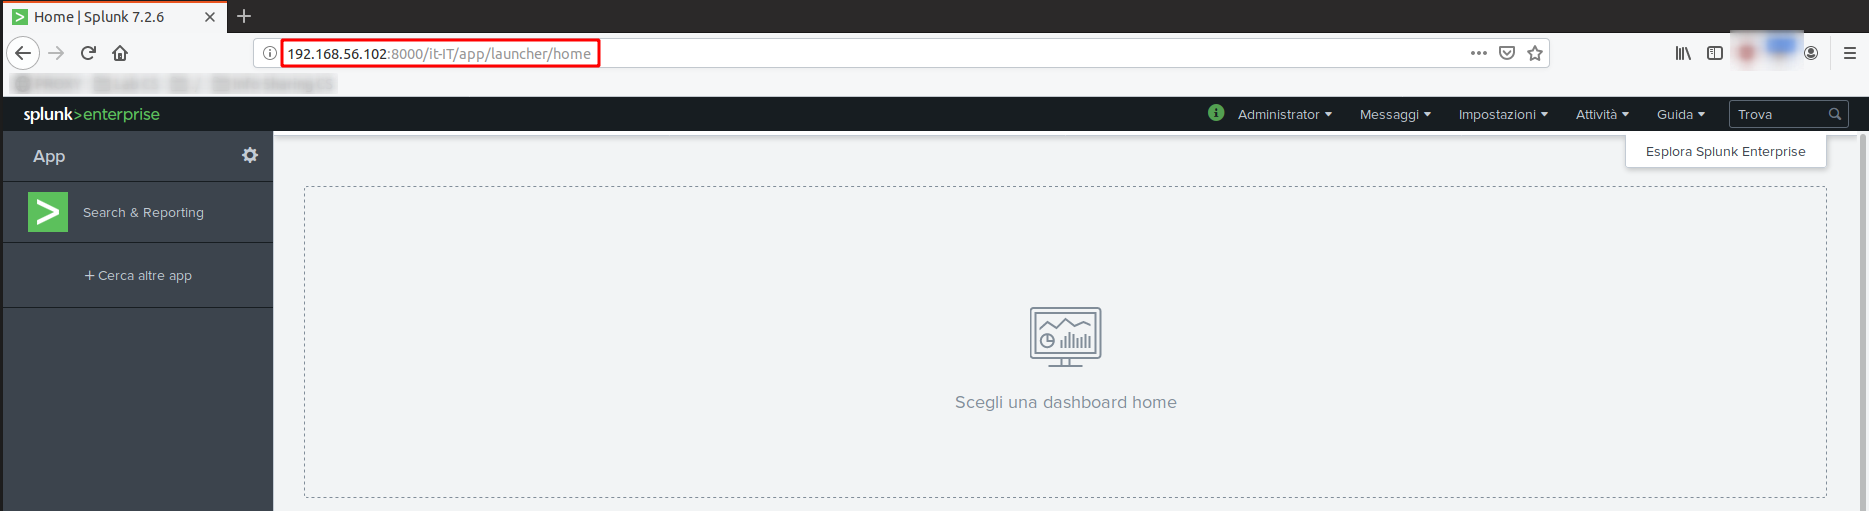 Home | Splunk 7.2.6
192.168.56.102:8000/it-IT/app/launcher/home
splunk>enterprise
Administrator
Messaggi
Impostazioni
Attività
Guida
Trova
App
Esplora Splunk Enterprise
Search & Reporting
+ Cerca altre app
Scegli una dashboard home